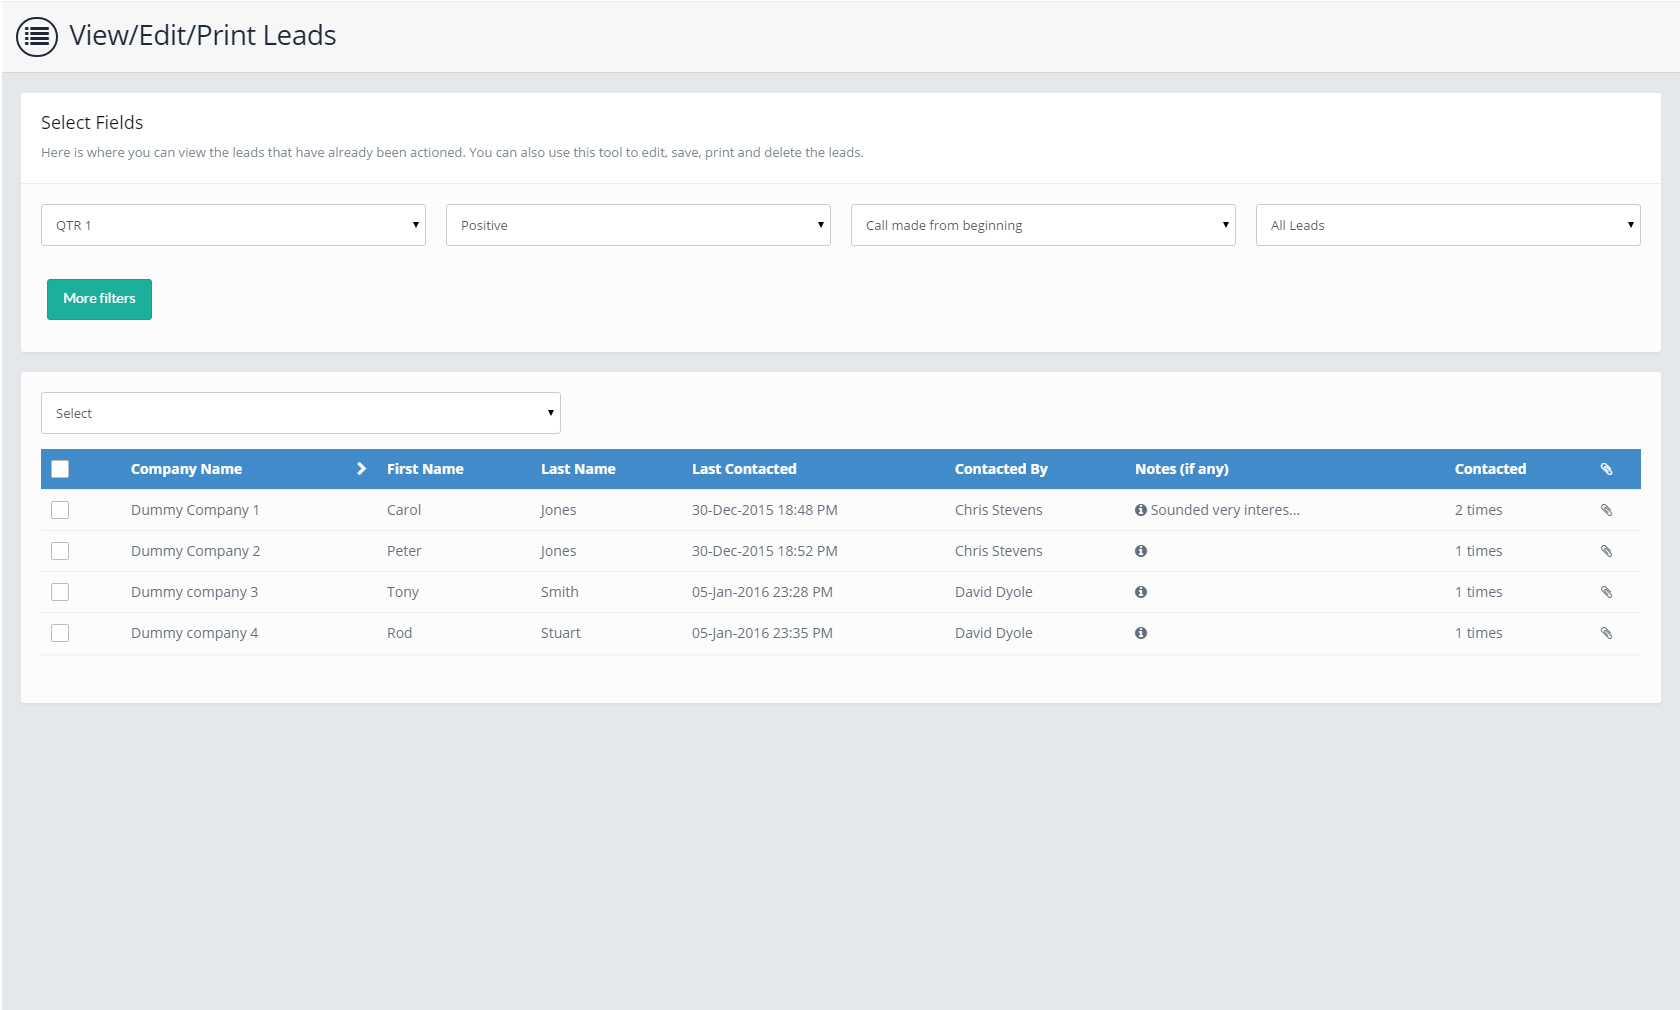 View/Edit/Print Leads
Select Fields
Here is where you can view the leads that have already been actioned. You can also use this tool to edit, save, print and delete the leads.
QTR 1 Positive Call made from beginning All Leads
More filters
Select
Company Name First Name Last Name Last Contacted Contacted By Notes (if any) Contacted
Dummy Company 1 Carol Jones 30-Dec-2015 18:48 PM Chris Stevens Sounded very interes... 2 times
Dummy Company 2 Peter Jones 30-Dec-2015 18:52 PM Chris Stevens 1 times
Dummy company 3 Tony Smith 05-Jan-2016 23:28 PM David Dyole 1 times
Dummy company 4 Rod Stuart 05-Jan-2016 23:35 PM David Dyole 1 times